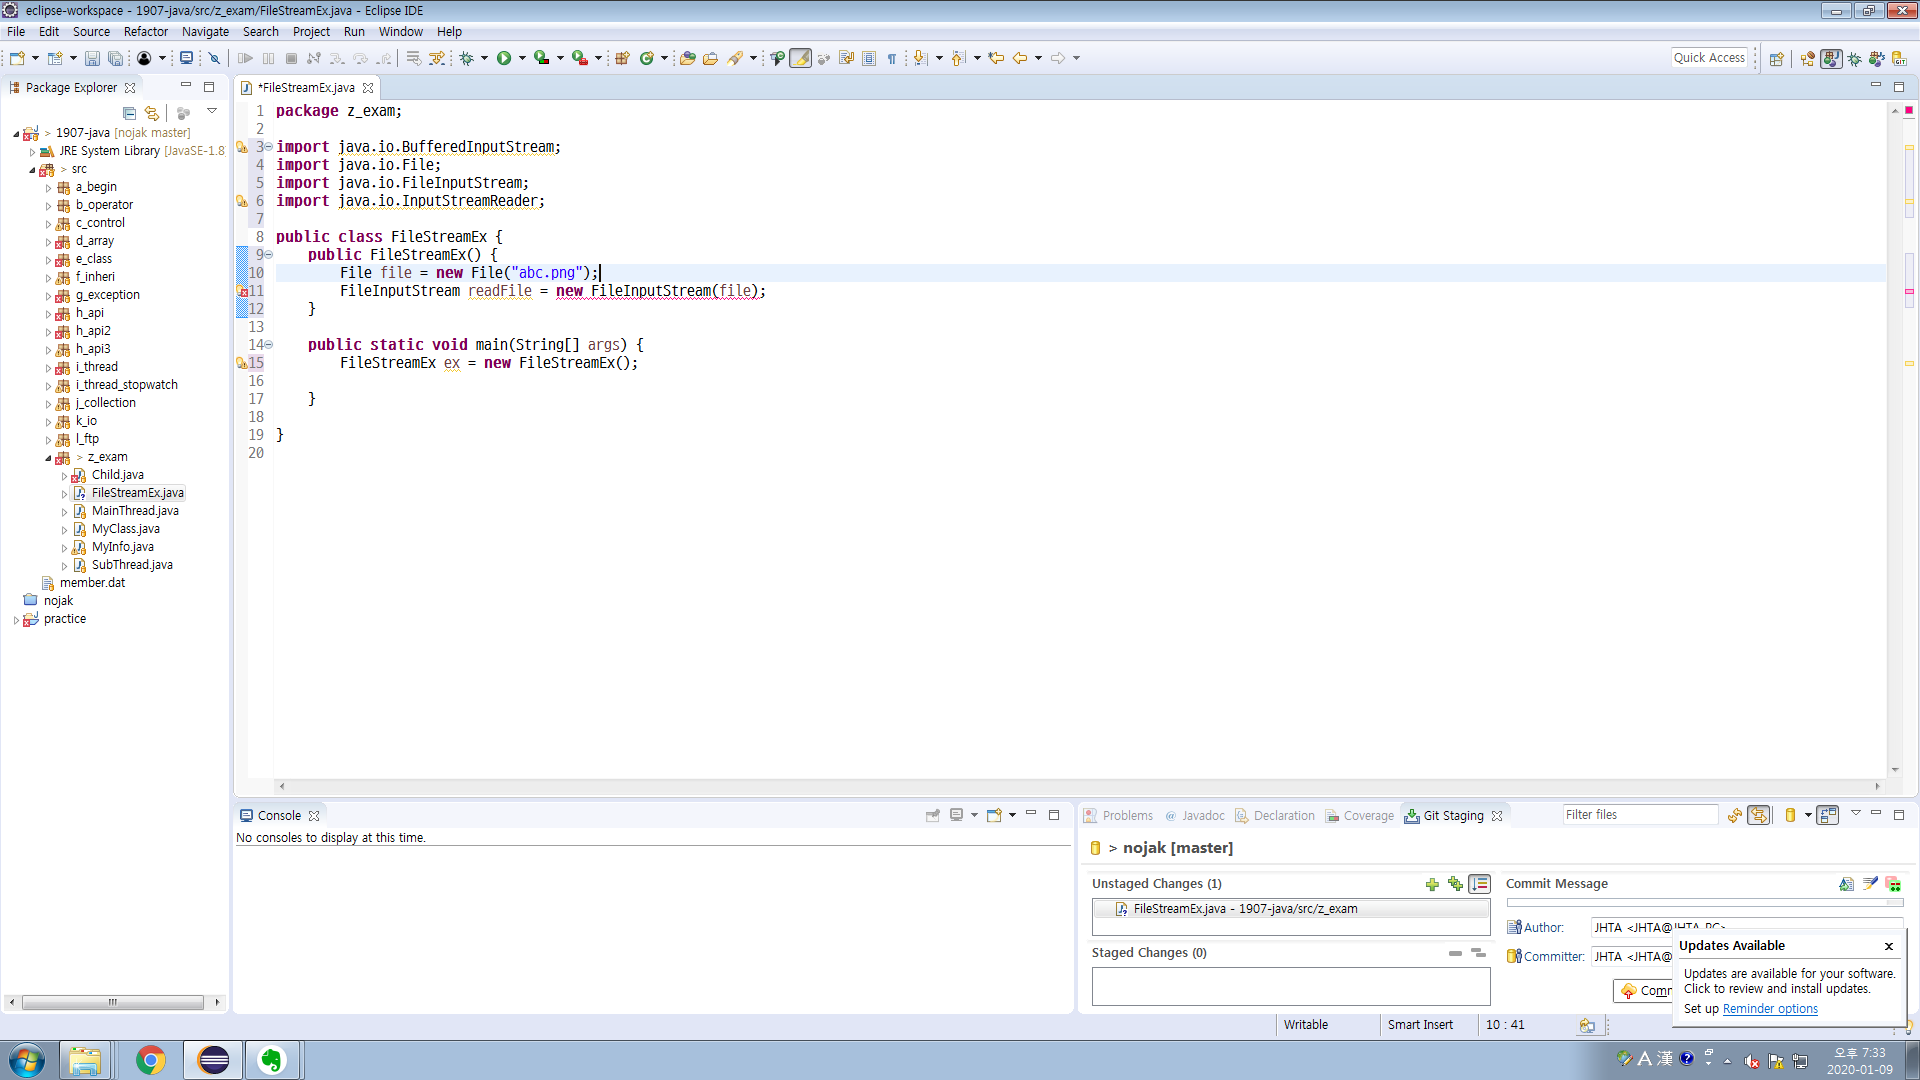 eclipse-workspace - 1907-java/src/z_exam/FileStreamEx.java - Eclipse IDE
File Edit Source Refactor Navigate Search Project Run Window Help
Quick Access
Package Explorer
*FileStreamEx.java
> 1907-java [nojak master]
JRE System Library [JavaSE-1.8
> src
a_begin
b_operator
c_control
d_array
e_class
f_inheri
g_exception
h_api
h_api2
h_api3
i_thread
i_thread_stopwatch
j_collection
k_io
l_ftp
> z_exam
Child.java
FileStreamEx.java
MainThread.java
MyClass.java
MyInfo.java
SubThread.java
member.dat
nojak
practice
1 package z_exam;
2
3 import java.io.BufferedInputStream;
4 import java.io.File;
5 import java.io.FileInputStream;
6 import java.io.InputStreamReader;
7
8 public class FileStreamEx {
9 public FileStreamEx() {
10 File file = new File("abc.png");
11 FileInputStream readFile = new FileInputStream(file);
12 }
13
14 public static void main(String[] args) {
15 FileStreamEx ex = new FileStreamEx();
16
17 }
18
19 }
20
Console
No consoles to display at this time.
Problems @ Javadoc Declaration Coverage Git Staging
Filter files
> nojak [master]
Unstaged Changes (1)
FileStreamEx.java - 1907-java/src/z_exam
Staged Changes (0)
Commit Message
Author: JHTA <JHTA@JHTA-PC>
Committer: JHTA <JHTA@
Comm
Updates Available
Updates are available for your software.
Click to review and install updates.
Set up Reminder options
Writable Smart Insert 10 : 41
A 漢
오후 7:33
2020-01-09